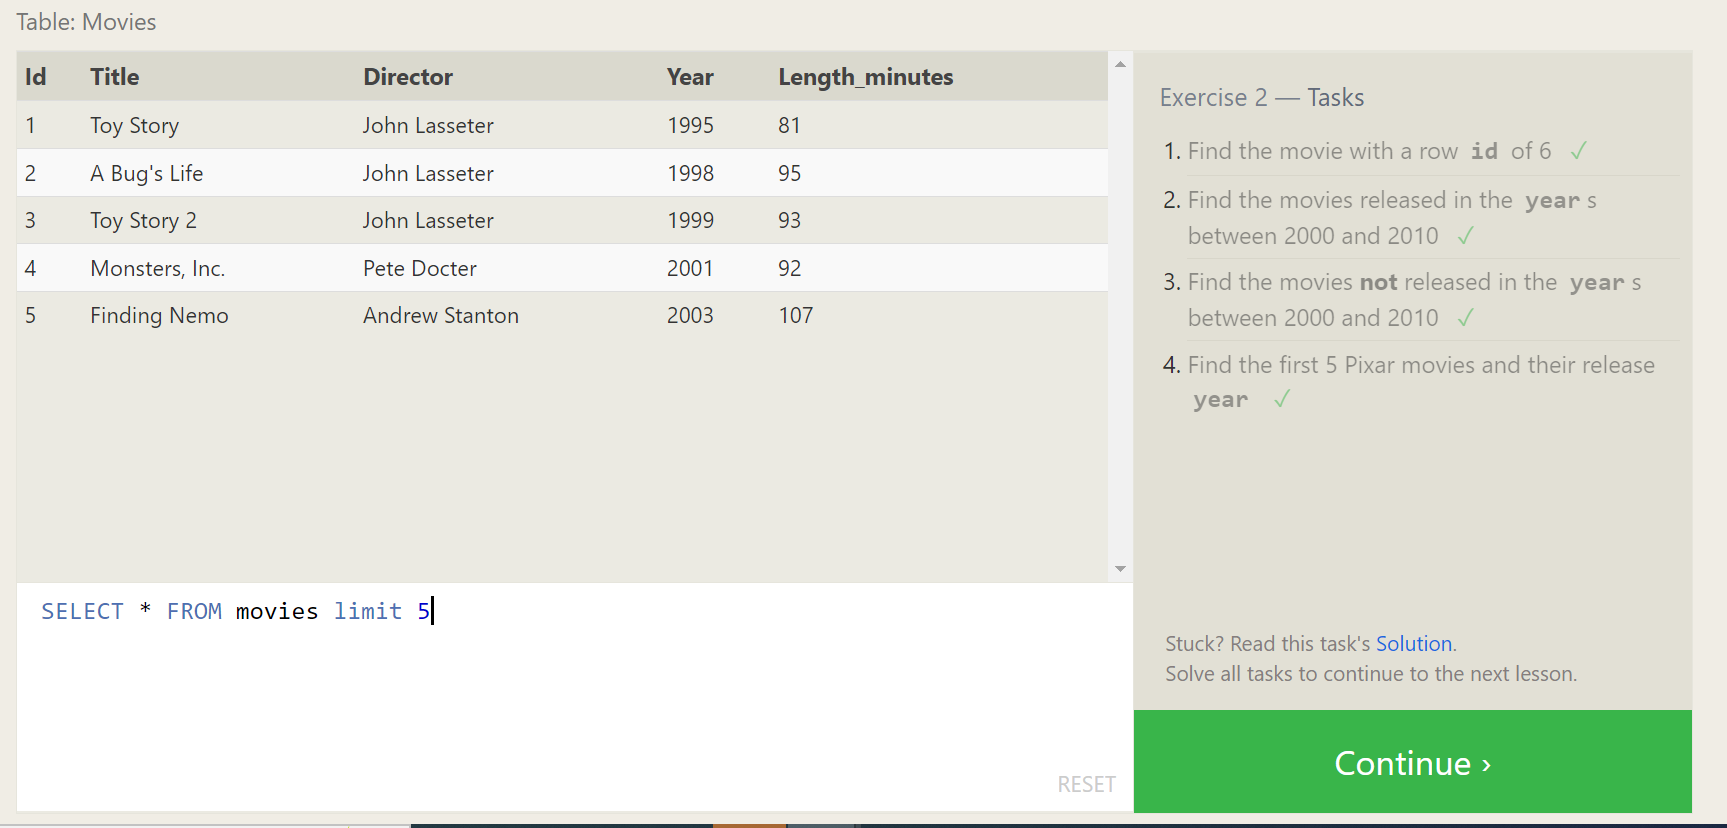 Table: Movies
Id Title Director Year Length_minutes
1 Toy Story John Lasseter 1995 81
2 A Bug's Life John Lasseter 1998 95
3 Toy Story 2 John Lasseter 1999 93
4 Monsters, Inc. Pete Docter 2001 92
5 Finding Nemo Andrew Stanton 2003 107
SELECT * FROM movies limit 5
RESET
Exercise 2 — Tasks
1. Find the movie with a row id of 6 ✓
2. Find the movies released in the year s
between 2000 and 2010 ✓
3. Find the movies not released in the year s
between 2000 and 2010 ✓
4. Find the first 5 Pixar movies and their release
year ✓
Stuck? Read this task's Solution.
Solve all tasks to continue to the next lesson.
Continue ›